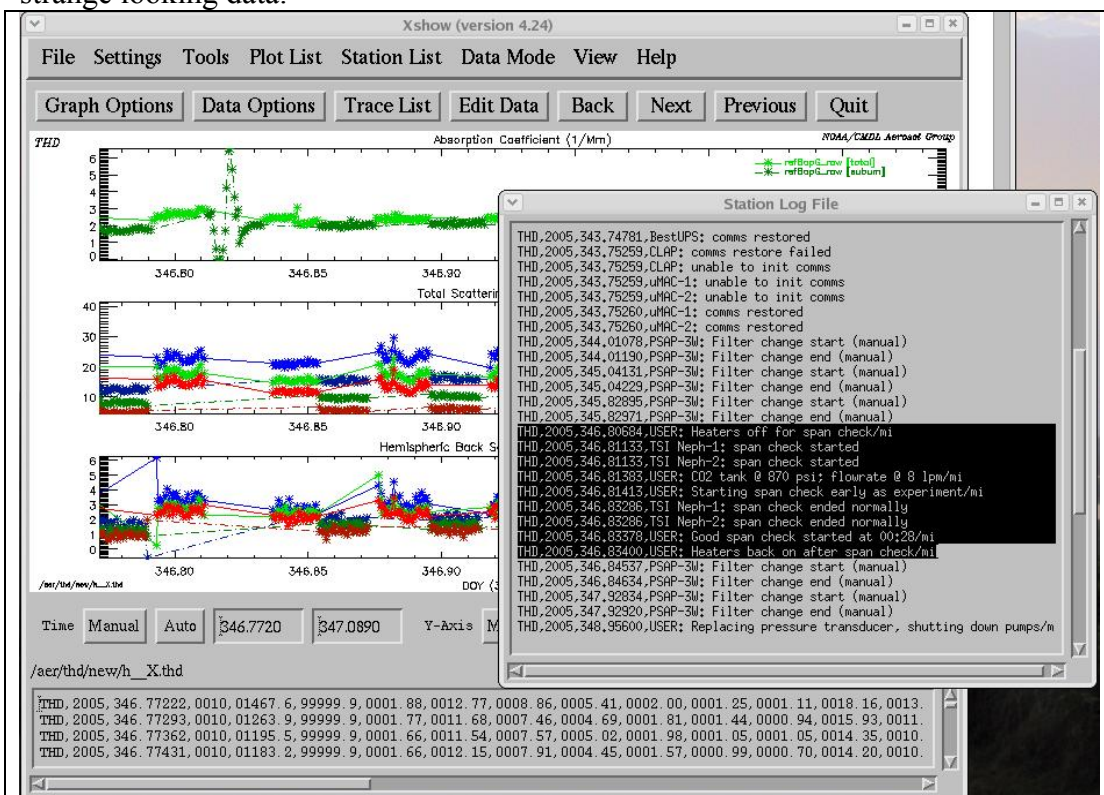 strange looking data.
Xshow (version 4.24)
File Settings Tools Plot List Station List Data Mode View Help
Graph Options Data Options Trace List Edit Data Back Next Previous Quit
THD
Absorption Coefficient (1/Mm)
NOAA/CMDL Aerosol Group
refBapG_raw [total]
refBapG_raw [subum]
6
5
4
3
2
1
0
346.80 346.85 346.90
Total Scatterin
40
30
20
10
346.80 346.85 346.90
Hemispheric Back S
6
5
4
3
2
1
0
346.80 346.85 346.90
/aer/thd/new/h__X.thd
DOY (3
Time Manual Auto 346.7720 347.0890 Y-Axis M
/aer/thd/new/h__X.thd
THD, 2005, 346. 77222, 0010, 01467. 6, 99999. 9, 0001. 88, 0012. 77, 0008. 86, 0005. 41, 0002. 00, 0001. 25, 0001. 11, 0018. 16, 0013.
THD, 2005, 346. 77293, 0010, 01263. 9, 99999. 9, 0001. 77, 0011. 68, 0007. 46, 0004. 69, 0001. 81, 0001. 44, 0000. 94, 0015. 93, 0011.
THD, 2005, 346. 77362, 0010, 01195. 5, 99999. 9, 0001. 66, 0011. 54, 0007. 57, 0005. 02, 0001. 98, 0001. 05, 0001. 05, 0014. 35, 0010.
THD, 2005, 346. 77431, 0010, 01183. 2, 99999. 9, 0001. 66, 0012. 15, 0007. 91, 0004. 45, 0001. 57, 0000. 99, 0000. 70, 0014. 20, 0010.
Station Log File
THD,2005,343.74781,BestUPS: comms restored
THD,2005,343.75259,CLAP: comms restore failed
THD,2005,343.75259,CLAP: unable to init comms
THD,2005,343.75259,uMAC-1: unable to init comms
THD,2005,343.75259,uMAC-2: unable to init comms
THD,2005,343.75260,uMAC-1: comms restored
THD,2005,343.75260,uMAC-2: comms restored
THD,2005,344.01078,PSAP-3W: Filter change start (manual)
THD,2005,344.01190,PSAP-3W: Filter change end (manual)
THD,2005,345.04131,PSAP-3W: Filter change start (manual)
THD,2005,345.04229,PSAP-3W: Filter change end (manual)
THD,2005,345.82895,PSAP-3W: Filter change start (manual)
THD,2005,345.82971,PSAP-3W: Filter change end (manual)
THD,2005,346.80684,USER: Heaters off for span check/mi
THD,2005,346.81133,TSI Neph-1: span check started
THD,2005,346.81133,TSI Neph-2: span check started
THD,2005,346.81383,USER: CO2 tank @ 870 psi; flowrate @ 8 lpm/mi
THD,2005,346.81413,USER: Starting span check early as experiment/mi
THD,2005,346.83286,TSI Neph-1: span check ended normally
THD,2005,346.83286,TSI Neph-2: span check ended normally
THD,2005,346.83378,USER: Good span check started at 00:28/mi
THD,2005,346.83400,USER: Heaters back on after span check/mi
THD,2005,346.84537,PSAP-3W: Filter change start (manual)
THD,2005,346.84634,PSAP-3W: Filter change end (manual)
THD,2005,347.92834,PSAP-3W: Filter change start (manual)
THD,2005,347.92920,PSAP-3W: Filter change end (manual)
THD,2005,348.95600,USER: Replacing pressure transducer, shutting down pumps/m